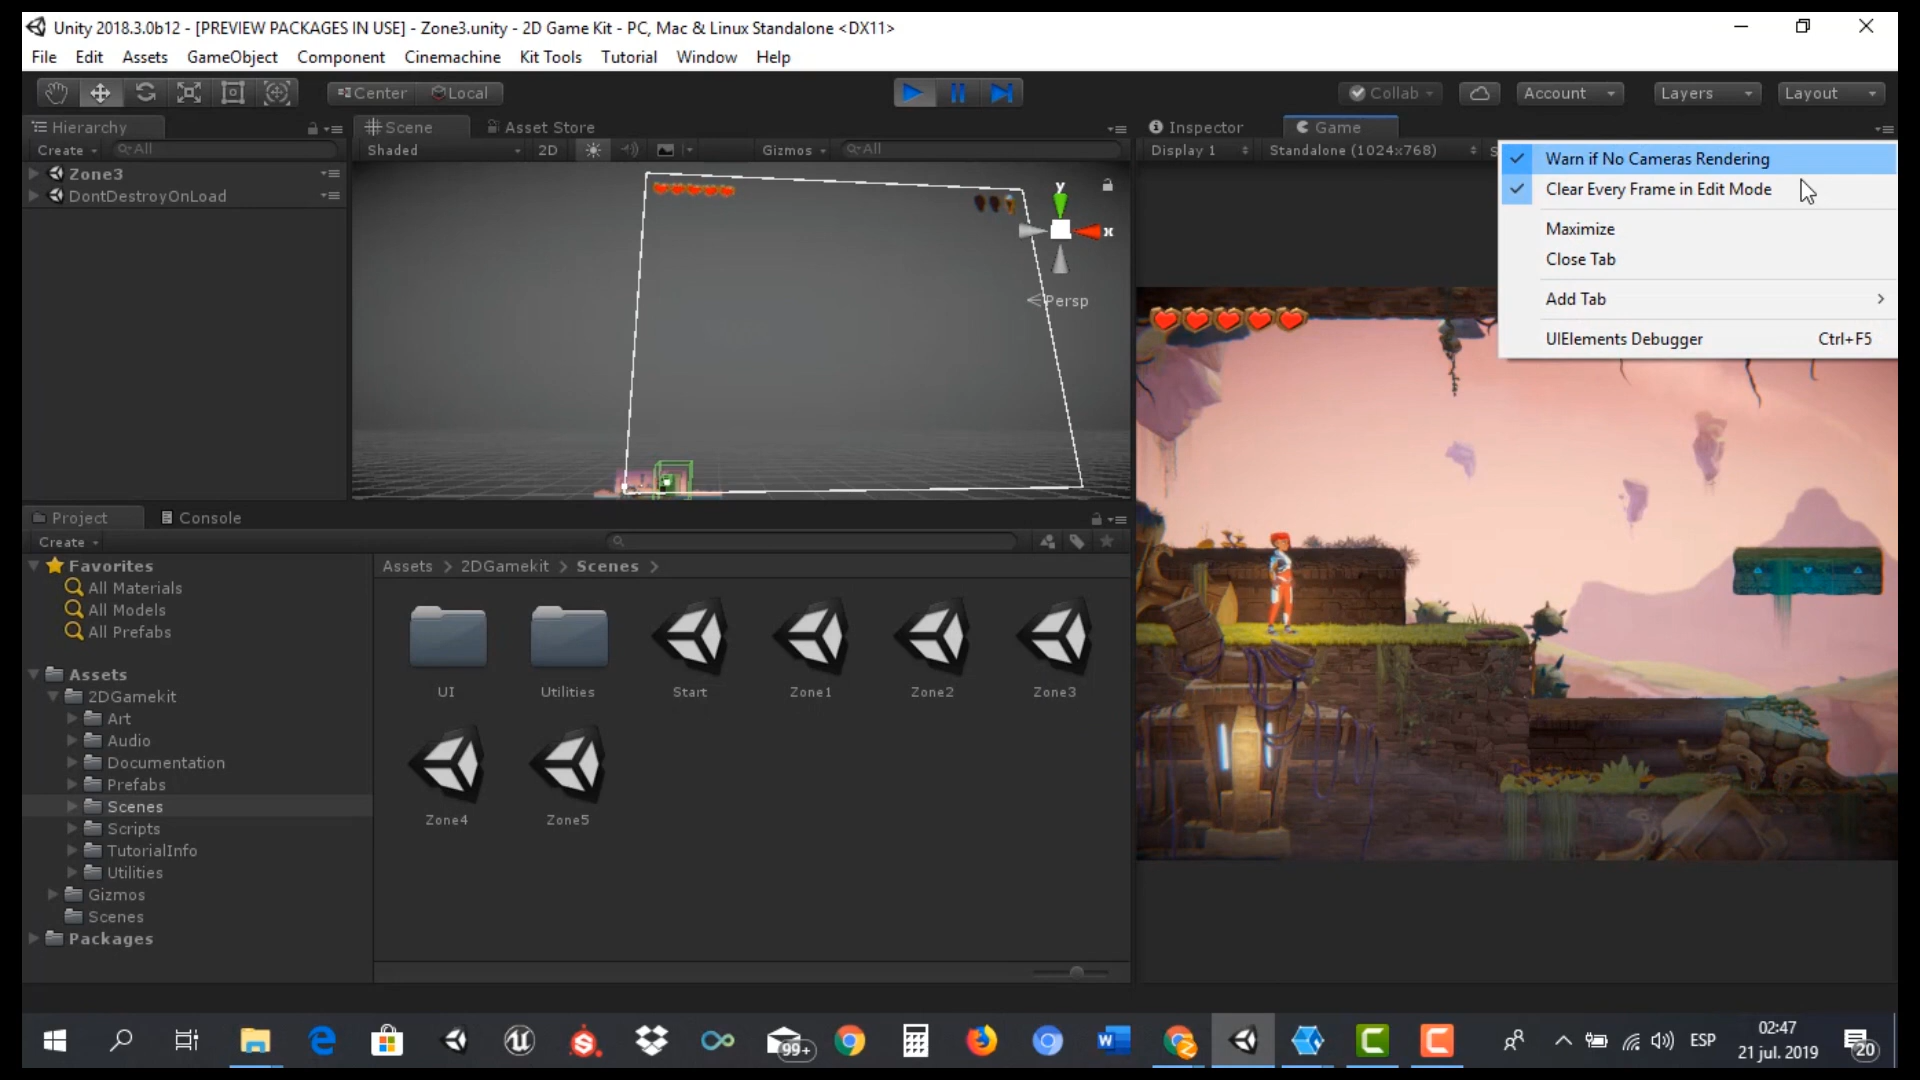 Unity 2018.3.0b12 - [PREVIEW PACKAGES IN USE] - Zone3.unity - 2D Game Kit - PC, Mac & Linux Standalone <DX11>
File Edit Assets GameObject Component Cinemachine Kit Tools Tutorial Window Help
Center Local Collab Account Layers Layout
Hierarchy Scene Asset Store Inspector Game
Create All Shaded 2D Gizmos All Display 1 Standalone (1024x768) S
Zone3
DontDestroyOnLoad
y
x
Persp
Warn if No Cameras Rendering
Clear Every Frame in Edit Mode
Maximize
Close Tab
Add Tab
UIElements Debugger Ctrl+F5
Project Console
Create
Favorites
All Materials
All Models
All Prefabs
Assets
2DGamekit
Art
Audio
Documentation
Prefabs
Scenes
Scripts
TutorialInfo
Utilities
Gizmos
Scenes
Packages
Assets > 2DGamekit > Scenes >
UI Utilities Start Zone1 Zone2 Zone3
Zone4 Zone5
99+
W
ESP
02:47
21 jul. 2019
20